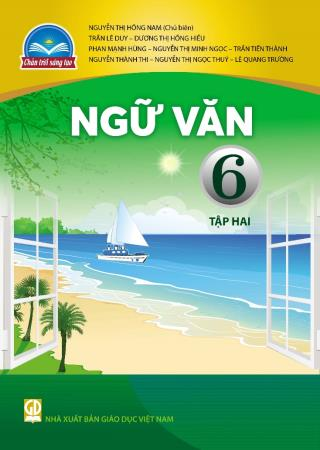 NGUYỄN THỊ HỒNG NAM (Chủ biên)
TRẦN LÊ DUY – DƯƠNG THỊ HỒNG HIẾU
PHAN MẠNH HÙNG – NGUYỄN THỊ MINH NGỌC – TRẦN TIẾN THÀNH
NGUYỄN THÀNH THI – NGUYỄN THỊ NGỌC THUÝ – LÊ QUANG TRƯỜNG
Chân trời sáng tạo
NGỮ VĂN
6
TẬP HAI
NHÀ XUẤT BẢN GIÁO DỤC VIỆT NAM